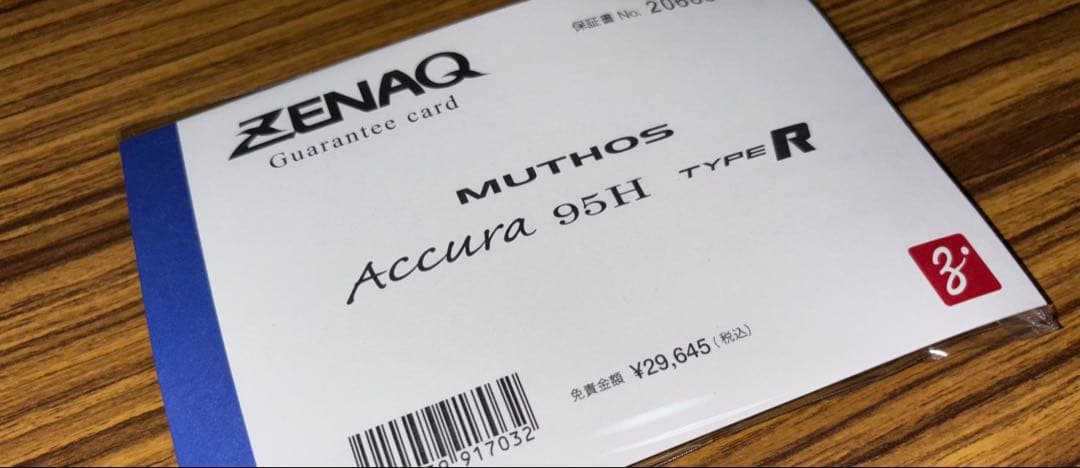 保証書 No.
ZENAQ
Guarantee card
MUTHOS
Accura 95H TYPE R
免責金額 ¥29,645(税込)
917032